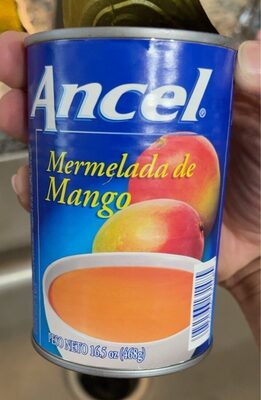 Ancel®
Mermelada de
Mango
PESO NETO 16.5 oz (468g)